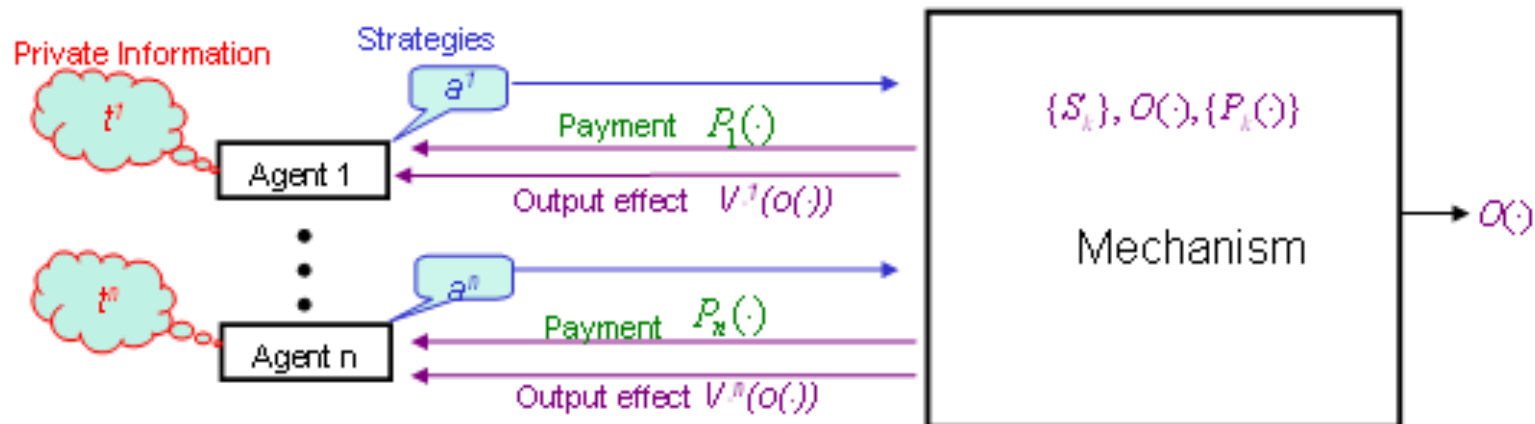 Private Information
Strategies
t¹
a¹
Payment P₁(·)
{Sₖ}, O(·), {Pₖ(·)}
Agent 1
Output effect V¹(o(·))
Mechanism
O(·)
tⁿ
aⁿ
Payment Pₙ(·)
Agent n
Output effect Vⁿ(o(·))